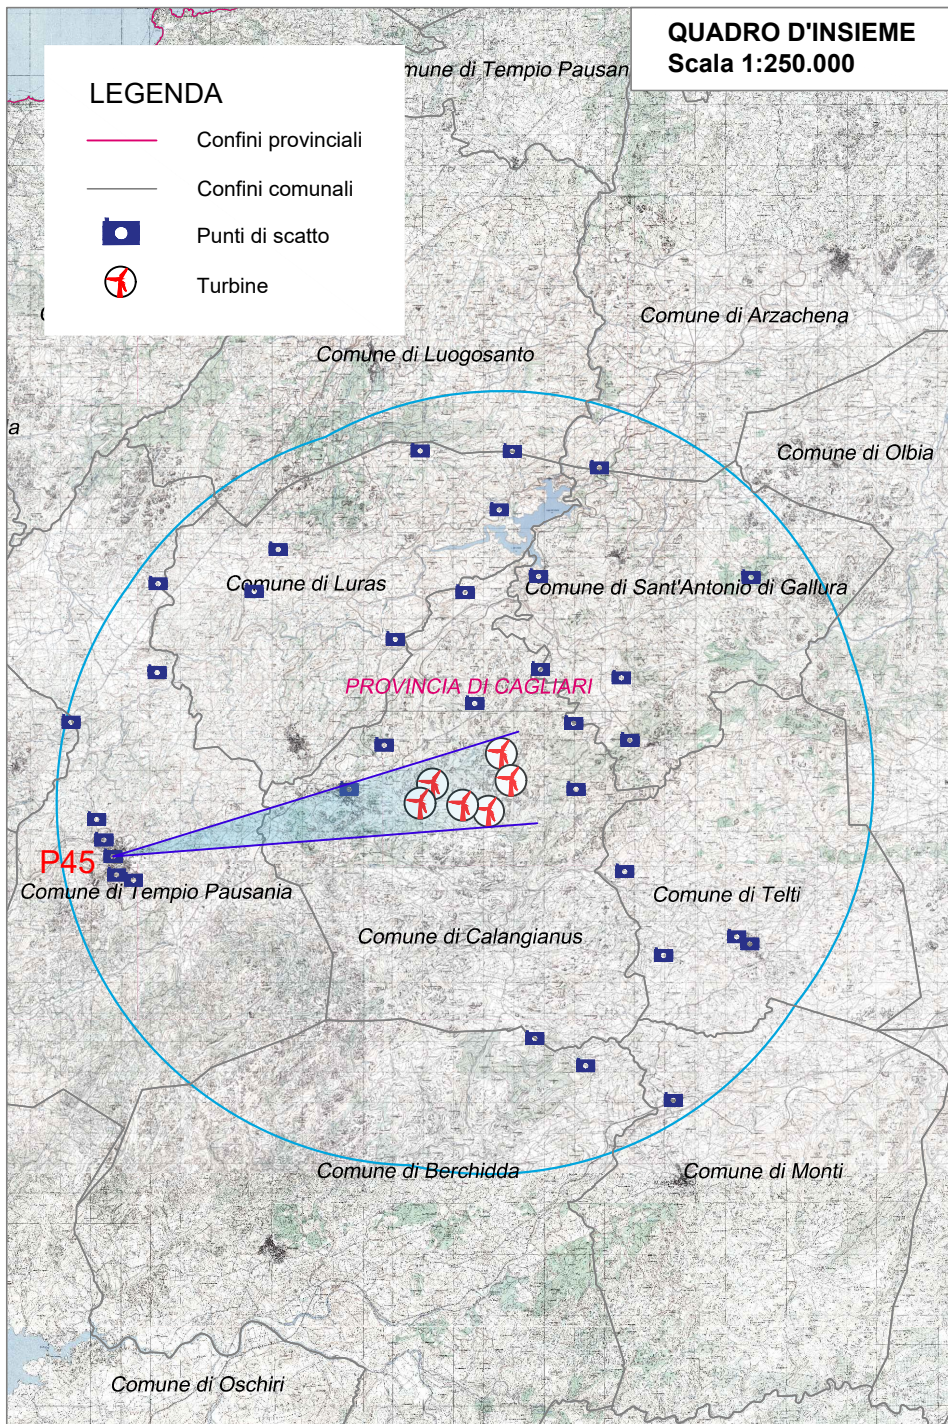 QUADRO D'INSIEME
Scala 1:250.000
mune di Tempio Pausan
LEGENDA
Confini provinciali
Confini comunali
Punti di scatto
Turbine
Comune di Arzachena
Comune di Luogosanto
a
Comune di Olbia
Comune di Luras
Comune di Sant'Antonio di Gallura
PROVINCIA DI CAGLIARI
P45
Comune di Tempio Pausania
Comune di Telti
Comune di Calangianus
Comune di Berchidda
Comune di Monti
Comune di Oschiri